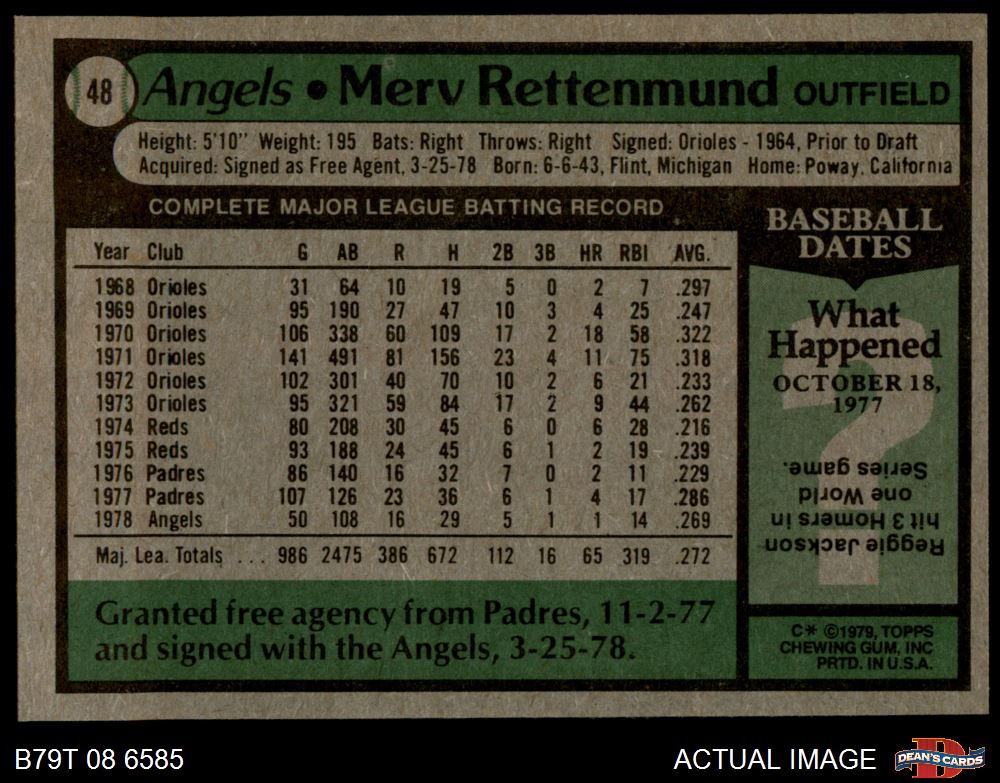 48 Angels • Merv Rettenmund OUTFIELD
Height: 5'10" Weight: 195 Bats: Right Throws: Right Signed: Orioles - 1964, Prior to Draft
Acquired: Signed as Free Agent, 3-25-78 Born: 6-6-43, Flint, Michigan Home: Poway, California
COMPLETE MAJOR LEAGUE BATTING RECORD
Year Club G AB R H 2B 3B HR RBI AVG.
1968 Orioles 31 64 10 19 5 0 2 7 .297
1969 Orioles 95 190 27 47 10 3 4 25 .247
1970 Orioles 106 338 60 109 17 2 18 58 .322
1971 Orioles 141 491 81 156 23 4 11 75 .318
1972 Orioles 102 301 40 70 10 2 6 21 .233
1973 Orioles 95 321 59 84 17 2 9 44 .262
1974 Reds 80 208 30 45 6 0 6 28 .216
1975 Reds 93 188 24 45 6 1 2 19 .239
1976 Padres 86 140 16 32 7 0 2 11 .229
1977 Padres 107 126 23 36 6 1 4 17 .286
1978 Angels 50 108 16 29 5 1 1 14 .269
Maj. Lea. Totals ... 986 2475 386 672 112 16 65 319 .272
Granted free agency from Padres, 11-2-77
and signed with the Angels, 3-25-78.
BASEBALL
DATES
What
Happened
OCTOBER 18,
1977
?
Reggie Jackson
hit 3 Homers in
one World
Series game.
C* ©1979, TOPPS
CHEWING GUM, INC
PRTD. IN U.S.A.
B79T 08 6585
ACTUAL IMAGE
D
DEAN'S CARDS